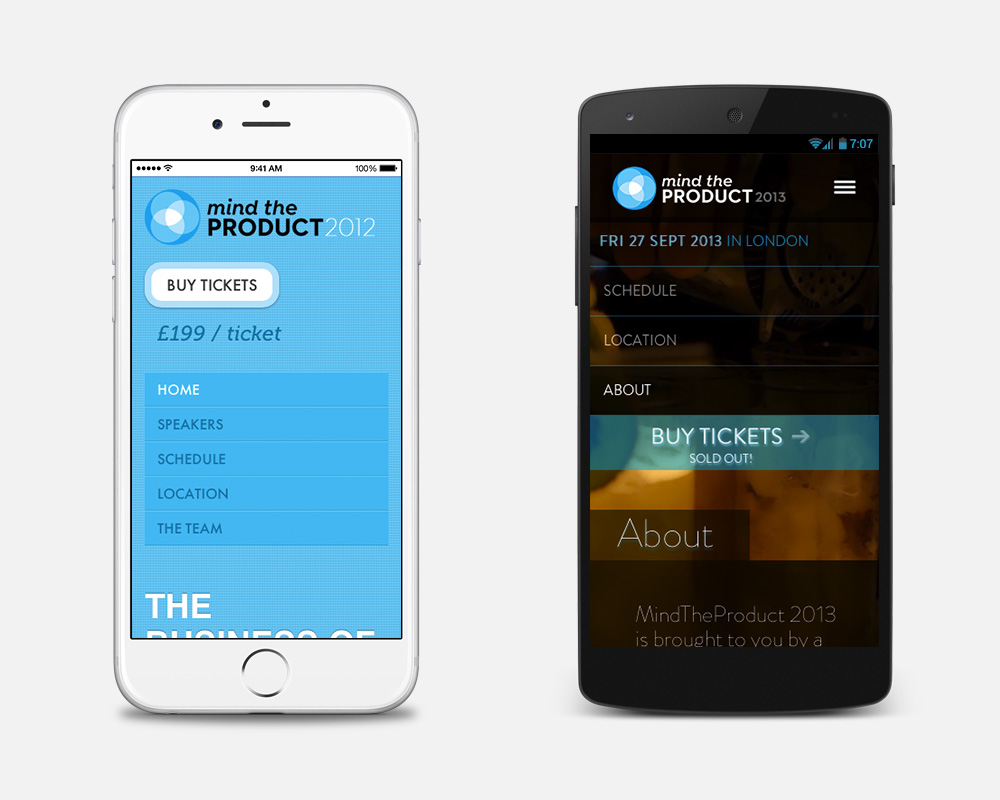 9:41 AM
100%
mind the
PRODUCT 2012
BUY TICKETS
£199 / ticket
HOME
SPEAKERS
SCHEDULE
LOCATION
THE TEAM
THE
BUSINESS OF
7:07
mind the
PRODUCT 2013
FRI 27 SEPT 2013 IN LONDON
SCHEDULE
LOCATION
ABOUT
BUY TICKETS →
SOLD OUT!
About
MindTheProduct 2013
is brought to you by a